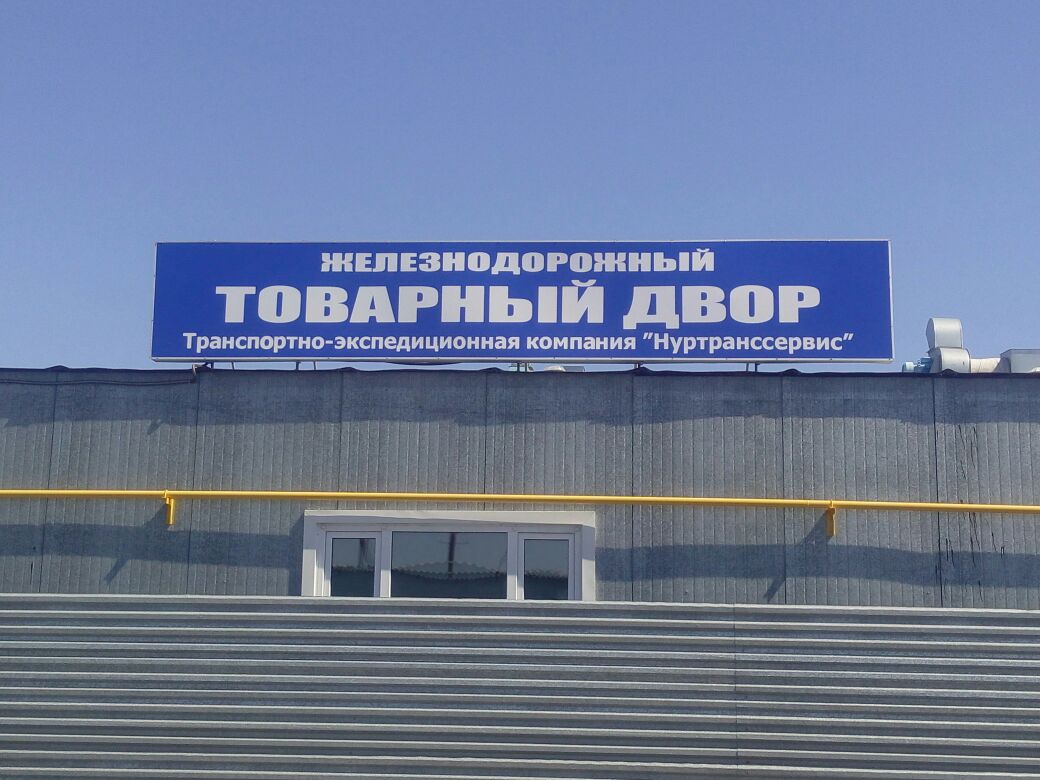 ЖЕЛЕЗНОДОРОЖНЫЙ
ТОВАРНЫЙ ДВОР
Транспортно-экспедиционная компания "Нуртранссервис"